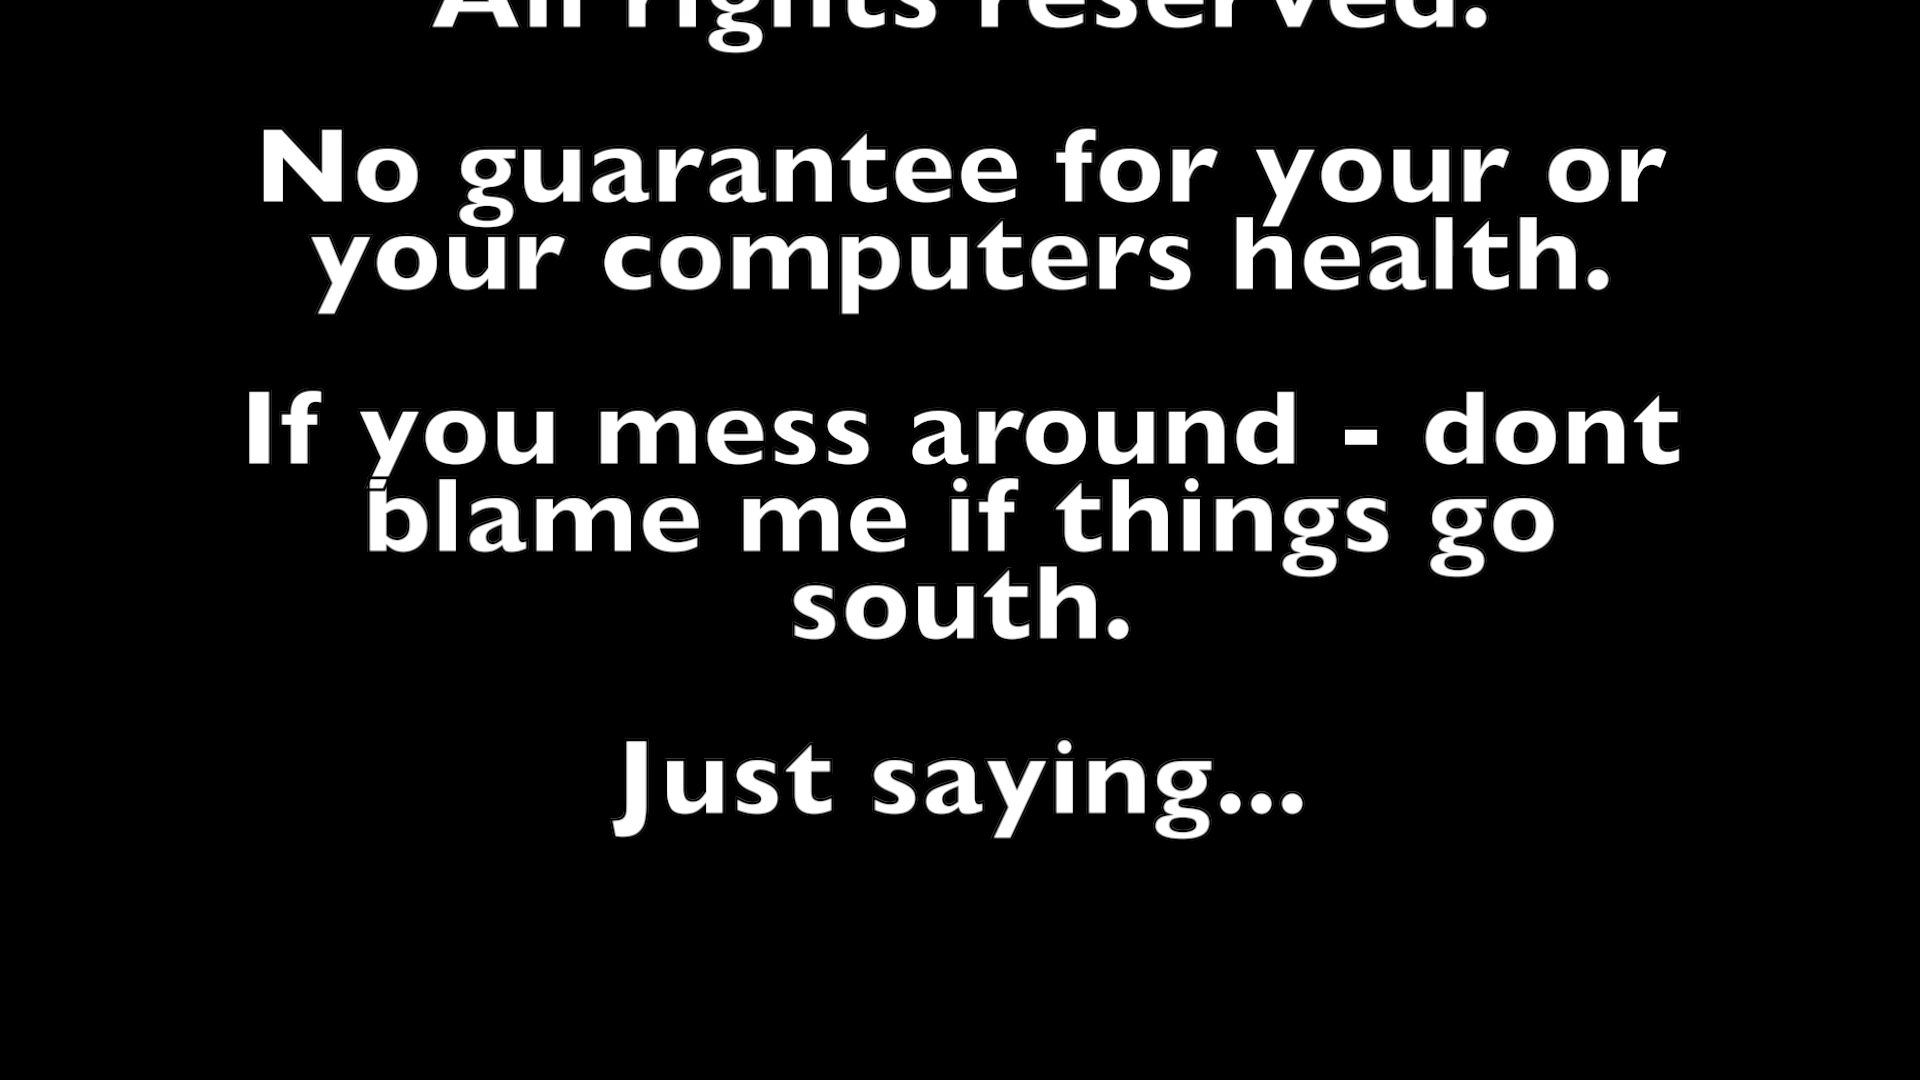 All rights reserved.
No guarantee for your or
your computers health.
If you mess around - dont
blame me if things go
south.
Just saying...